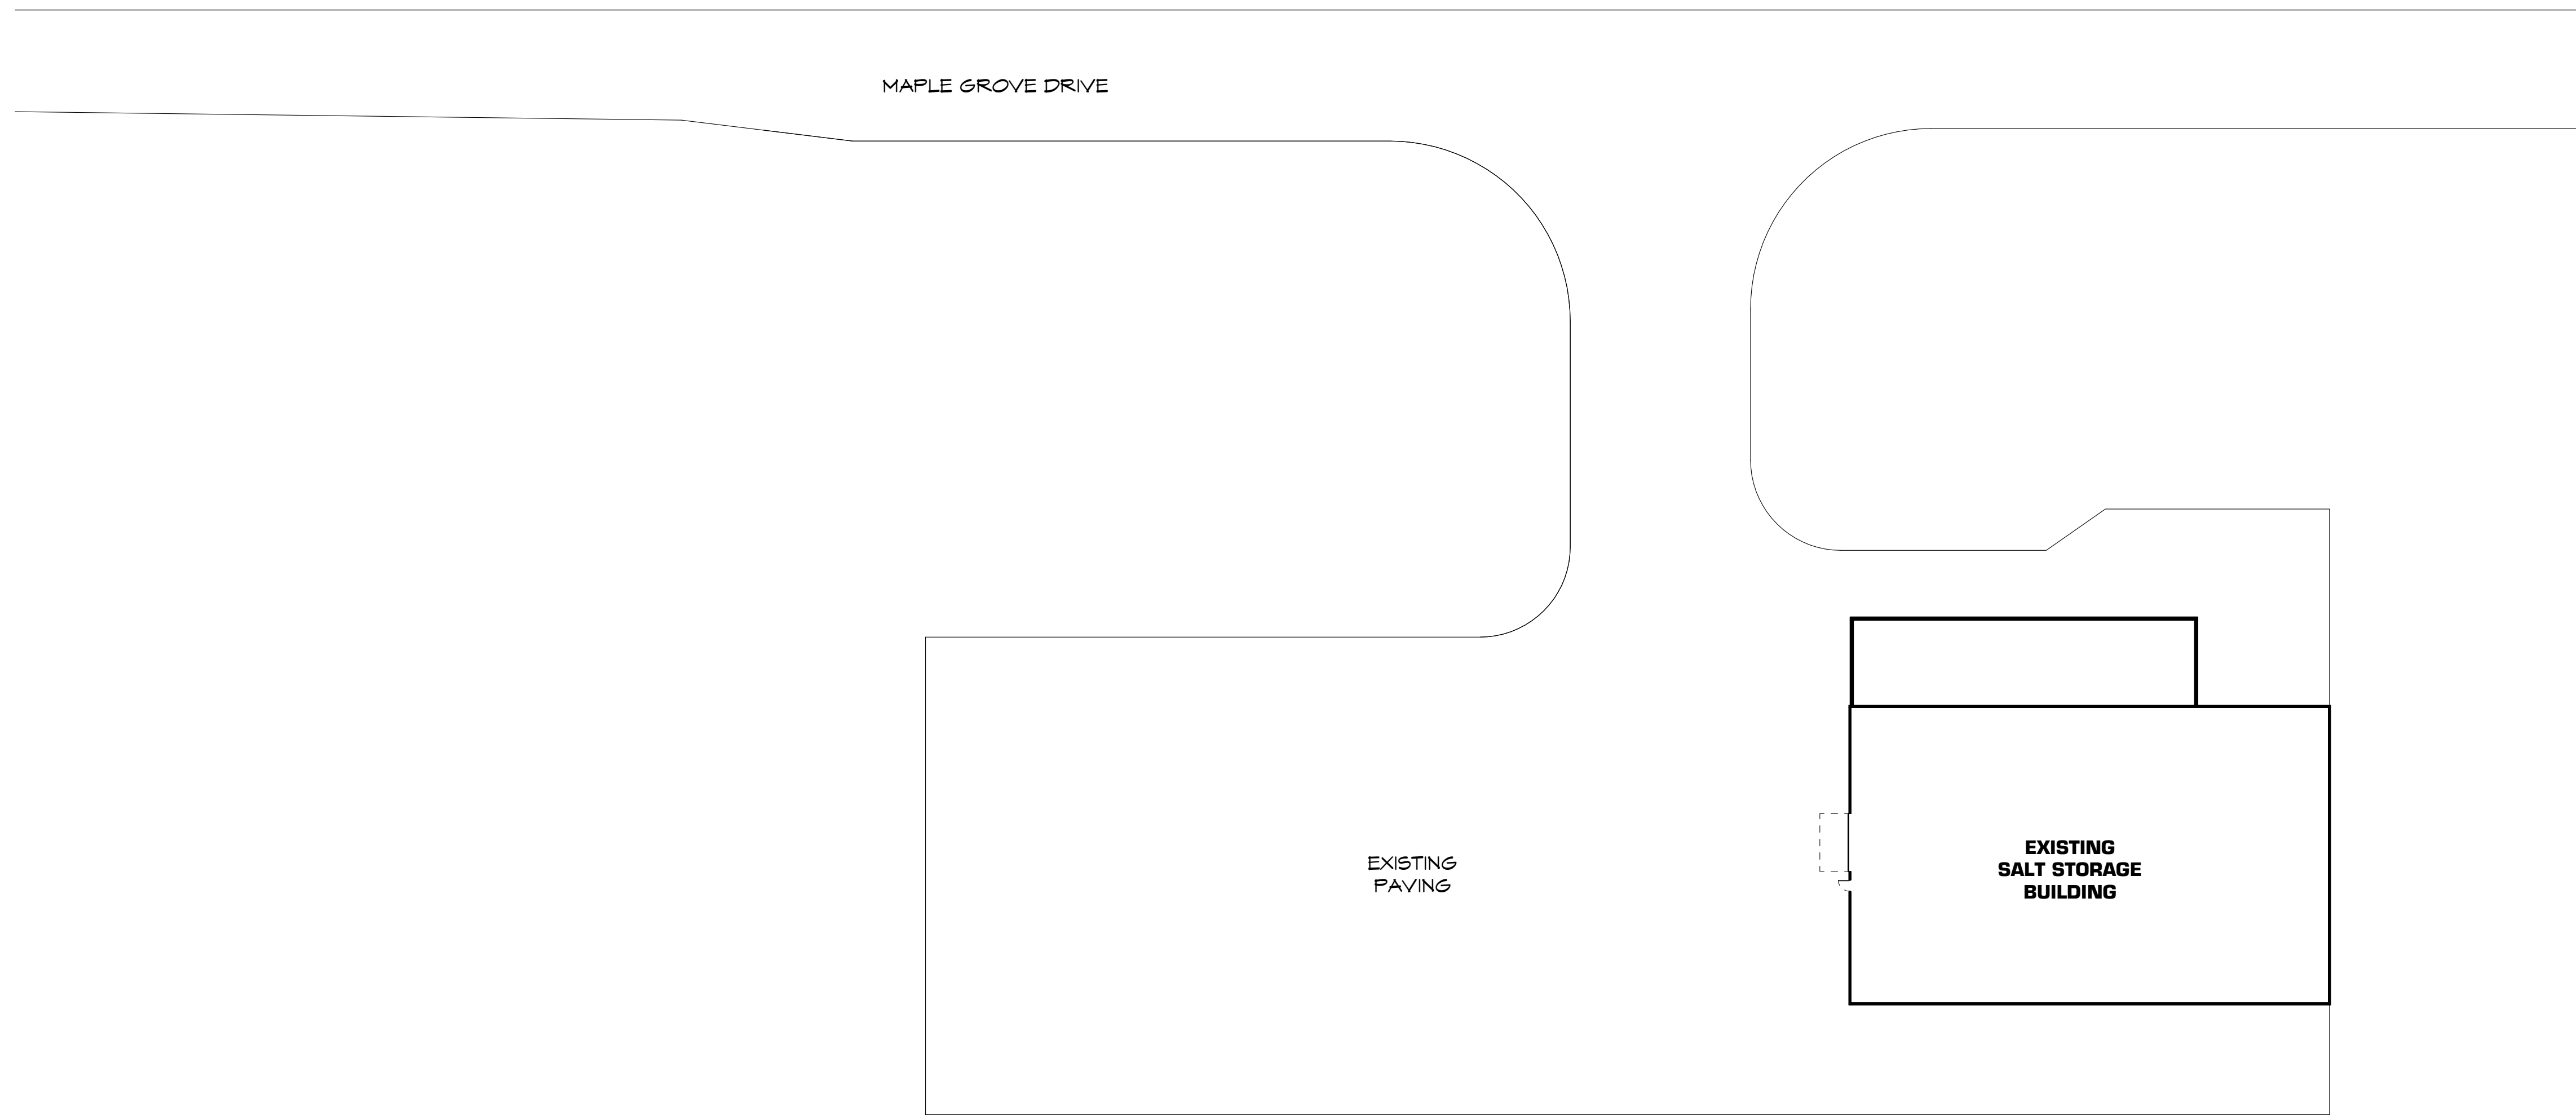 MAPLE GROVE DRIVE
EXISTING
SALT STORAGE
BUILDING
EXISTING
PAVING